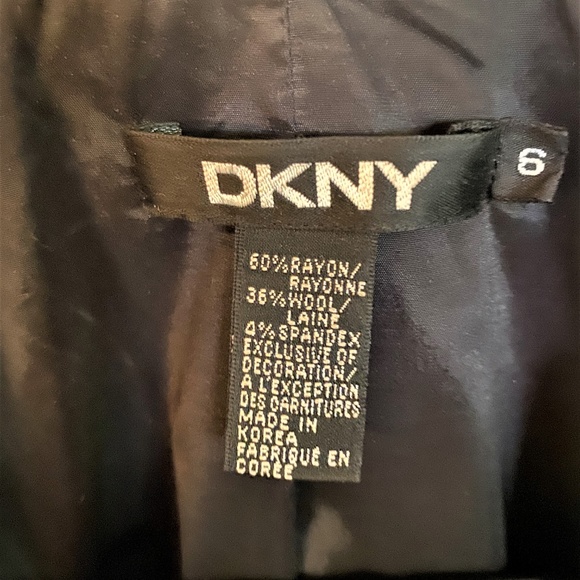 DKNY
6
60% RAYON/
RAYONNE
36% WOOL/
LAINE
4% SPANDEX
EXCLUSIVE OF
DECORATION/
A L'EXCEPTION
DES GARNITURES
MADE IN
KOREA
FABRIQUÉ EN
CORÉE